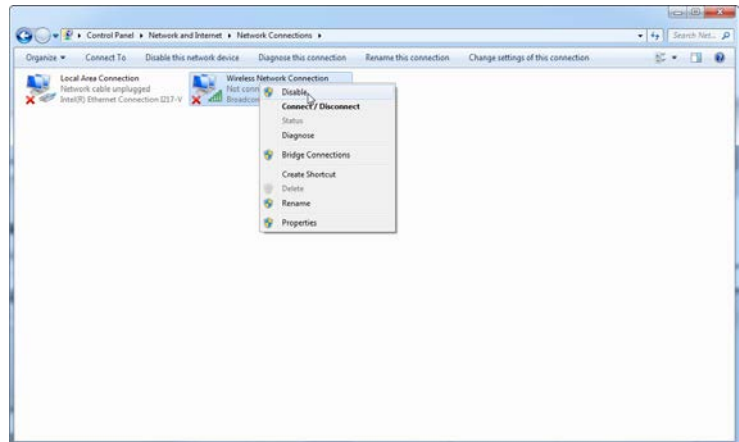 Control Panel ▸ Network and Internet ▸ Network Connections ▸
Search Net...
Organize
Connect To
Disable this network device
Diagnose this connection
Rename this connection
Change settings of this connection
Local Area Connection
Network cable unplugged
Intel(R) Ethernet Connection I217-V
Wireless Network Connection
Not conn
Broadcon
Disable
Connect / Disconnect
Status
Diagnose
Bridge Connections
Create Shortcut
Delete
Rename
Properties